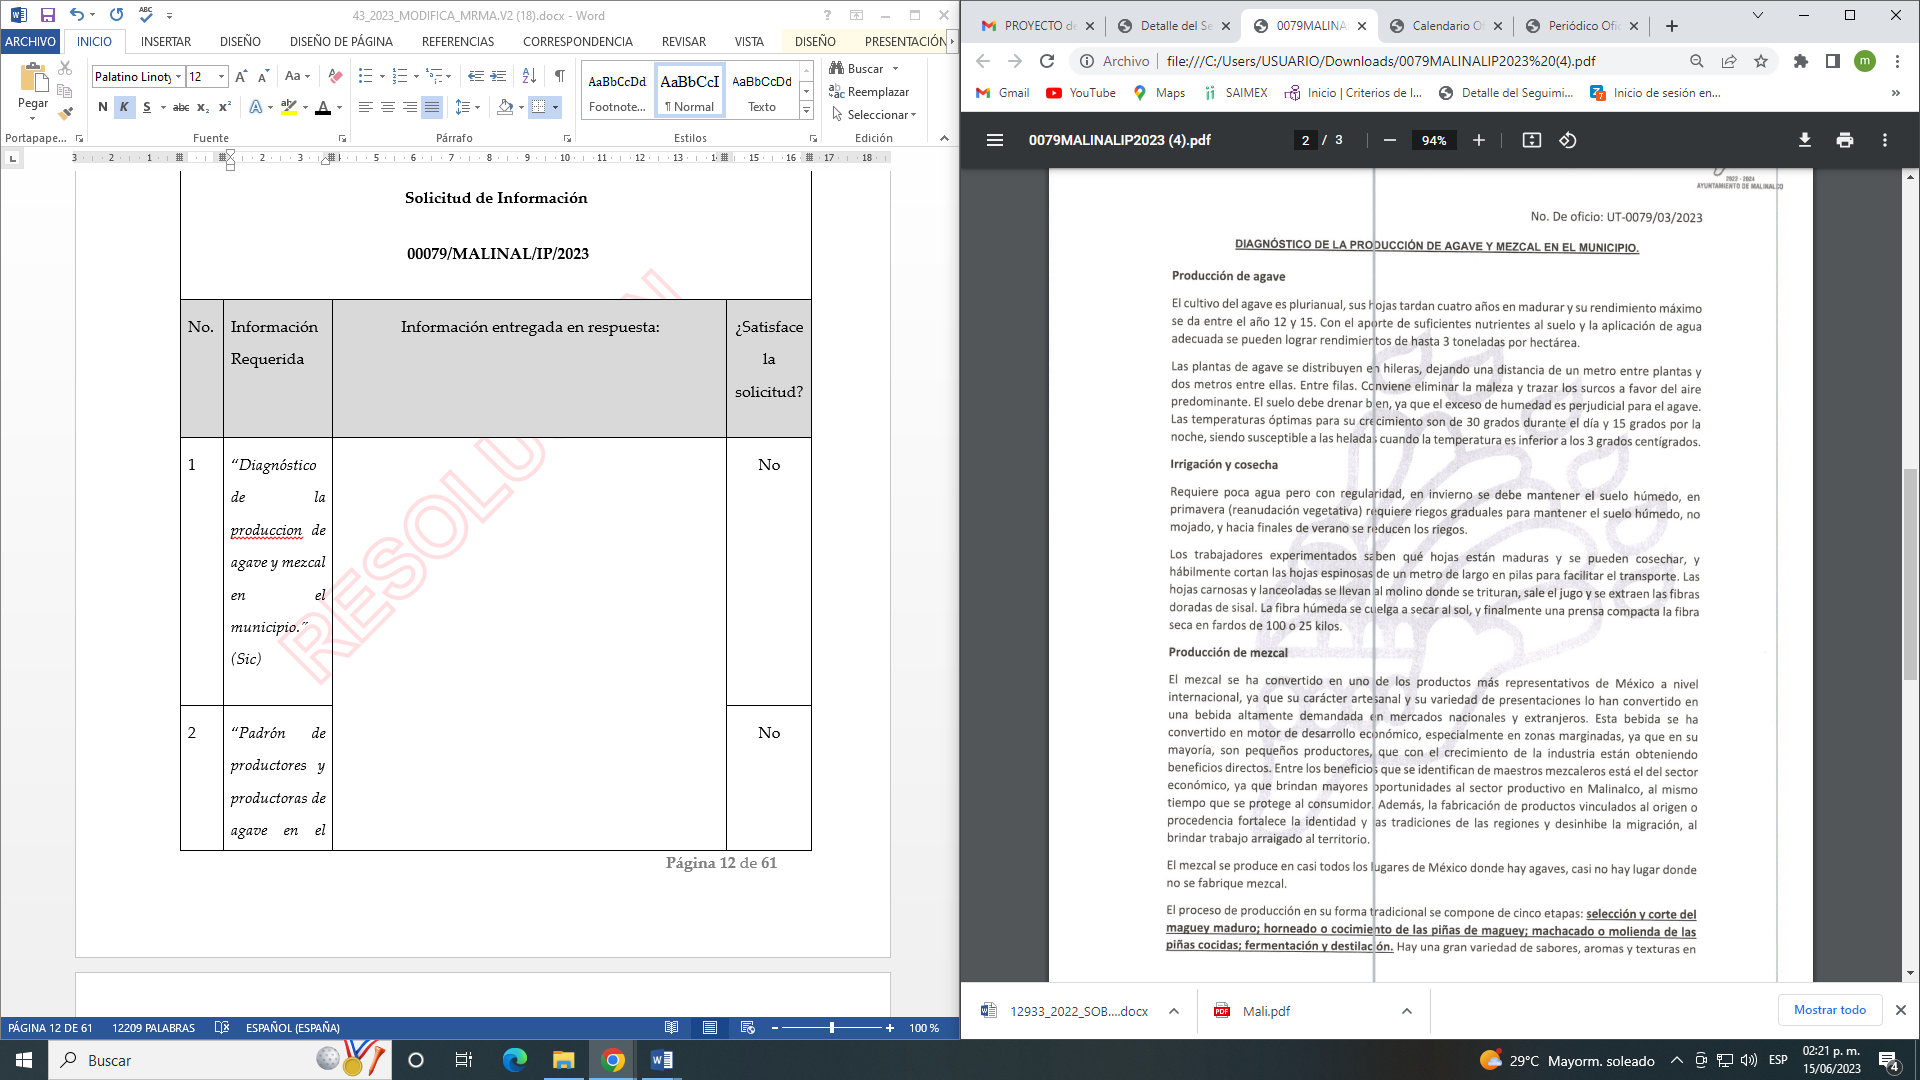 43_2023_MODIFICA_MRMA.V2 (18).docx - Word
ARCHIVO INICIO INSERTAR DISEÑO DISEÑO DE PÁGINA REFERENCIAS CORRESPONDENCIA REVISAR VISTA DISEÑO PRESENTACIÓN
Pegar
Portapape...
Palatino Linoty 12
Fuente
Párrafo
AaBbCcDd AaBbCcI AaBbCcDd
Footnote... ¶ Normal Texto
Estilos
Buscar
Reemplazar
Seleccionar
Edición
Solicitud de Información
00079/MALINAL/IP/2023
No.
Información
Requerida
Información entregada en respuesta:
¿Satisface
la
solicitud?
1
“Diagnóstico
de la
produccion de
agave y mezcal
en el
municipio.”
(Sic)
No
2
“Padrón de
productores y
productoras de
agave en el
No
RESOLU
Página 12 de 61
PÁGINA 12 DE 61 12209 PALABRAS ESPAÑOL (ESPAÑA) 100 %
PROYECTO de Detalle del Se 0079MALINA Calendario Of Periódico Ofic
Archivo file:///C:/Users/USUARIO/Downloads/0079MALINALIP2023%20(4).pdf
m
Gmail YouTube Maps SAIMEX Inicio | Criterios de I... Detalle del Seguimi... Inicio de sesión en...
0079MALINALIP2023 (4).pdf 2 / 3 94%
2022 - 2024
AYUNTAMIENTO DE MALINALCO
No. De oficio: UT-0079/03/2023
DIAGNÓSTICO DE LA PRODUCCIÓN DE AGAVE Y MEZCAL EN EL MUNICIPIO.
Producción de agave
El cultivo del agave es plurianual, sus hojas tardan cuatro años en madurar y su rendimiento máximo
se da entre el año 12 y 15. Con el aporte de suficientes nutrientes al suelo y la aplicación de agua
adecuada se pueden lograr rendimientos de hasta 3 toneladas por hectárea.
Las plantas de agave se distribuyen en hileras, dejando una distancia de un metro entre plantas y
dos metros entre ellas. Entre filas. Conviene eliminar la maleza y trazar los surcos a favor del aire
predominante. El suelo debe drenar bien, ya que el exceso de humedad es perjudicial para el agave.
Las temperaturas óptimas para su crecimiento son de 30 grados durante el día y 15 grados por la
noche, siendo susceptible a las heladas cuando la temperatura es inferior a los 3 grados centígrados.
Irrigación y cosecha
Requiere poca agua pero con regularidad, en invierno se debe mantener el suelo húmedo, en
primavera (reanudación vegetativa) requiere riegos graduales para mantener el suelo húmedo, no
mojado, y hacia finales de verano se reducen los riegos.
Los trabajadores experimentados saben qué hojas están maduras y se pueden cosechar, y
hábilmente cortan las hojas espinosas de un metro de largo en pilas para facilitar el transporte. Las
hojas carnosas y lanceoladas se llevan al molino donde se trituran, sale el jugo y se extraen las fibras
doradas de sisal. La fibra húmeda se cuelga a secar al sol, y finalmente una prensa compacta la fibra
seca en fardos de 100 o 25 kilos.
Producción de mezcal
El mezcal se ha convertido en uno de los productos más representativos de México a nivel
internacional, ya que su carácter artesanal y su variedad de presentaciones lo han convertido en
una bebida altamente demandada en mercados nacionales y extranjeros. Esta bebida se ha
convertido en motor de desarrollo económico, especialmente en zonas marginadas, ya que en su
mayoría, son pequeños productores, que con el crecimiento de la industria están obteniendo
beneficios directos. Entre los beneficios que se identifican de maestros mezcaleros está el del sector
económico, ya que brindan mayores oportunidades al sector productivo en Malinalco, al mismo
tiempo que se protege al consumidor. Además, la fabricación de productos vinculados al origen o
procedencia fortalece la identidad y las tradiciones de las regiones y desinhibe la migración, al
brindar trabajo arraigado al territorio.
El mezcal se produce en casi todos los lugares de México donde hay agaves, casi no hay lugar donde
no se fabrique mezcal.
El proceso de producción en su forma tradicional se compone de cinco etapas: selección y corte del
maguey maduro; horneado o cocimiento de las piñas de maguey; machacado o molienda de las
piñas cocidas; fermentación y destilación. Hay una gran variedad de sabores, aromas y texturas en
12933_2022_SOB....docx Mali.pdf Mostrar todo
Buscar
29°C Mayorm. soleado ESP 02:21 p. m.
15/06/2023
4